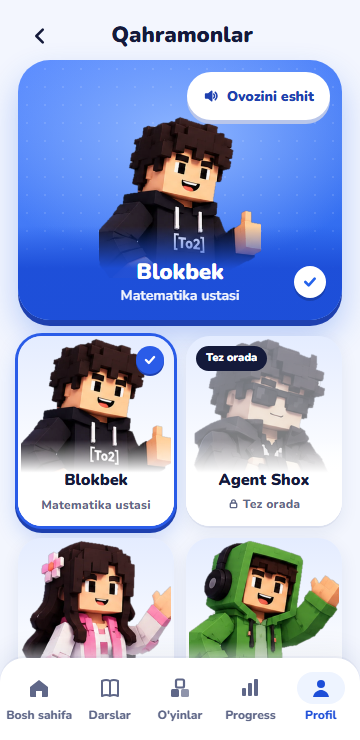 Qahramonlar
Ovozini eshit
[To2]
Blokbek
Matematika ustasi
[To2]
Blokbek
Matematika ustasi
Tez orada
Agent Shox
Tez orada
Bosh sahifa
Darslar
O'yinlar
Progress
Profil